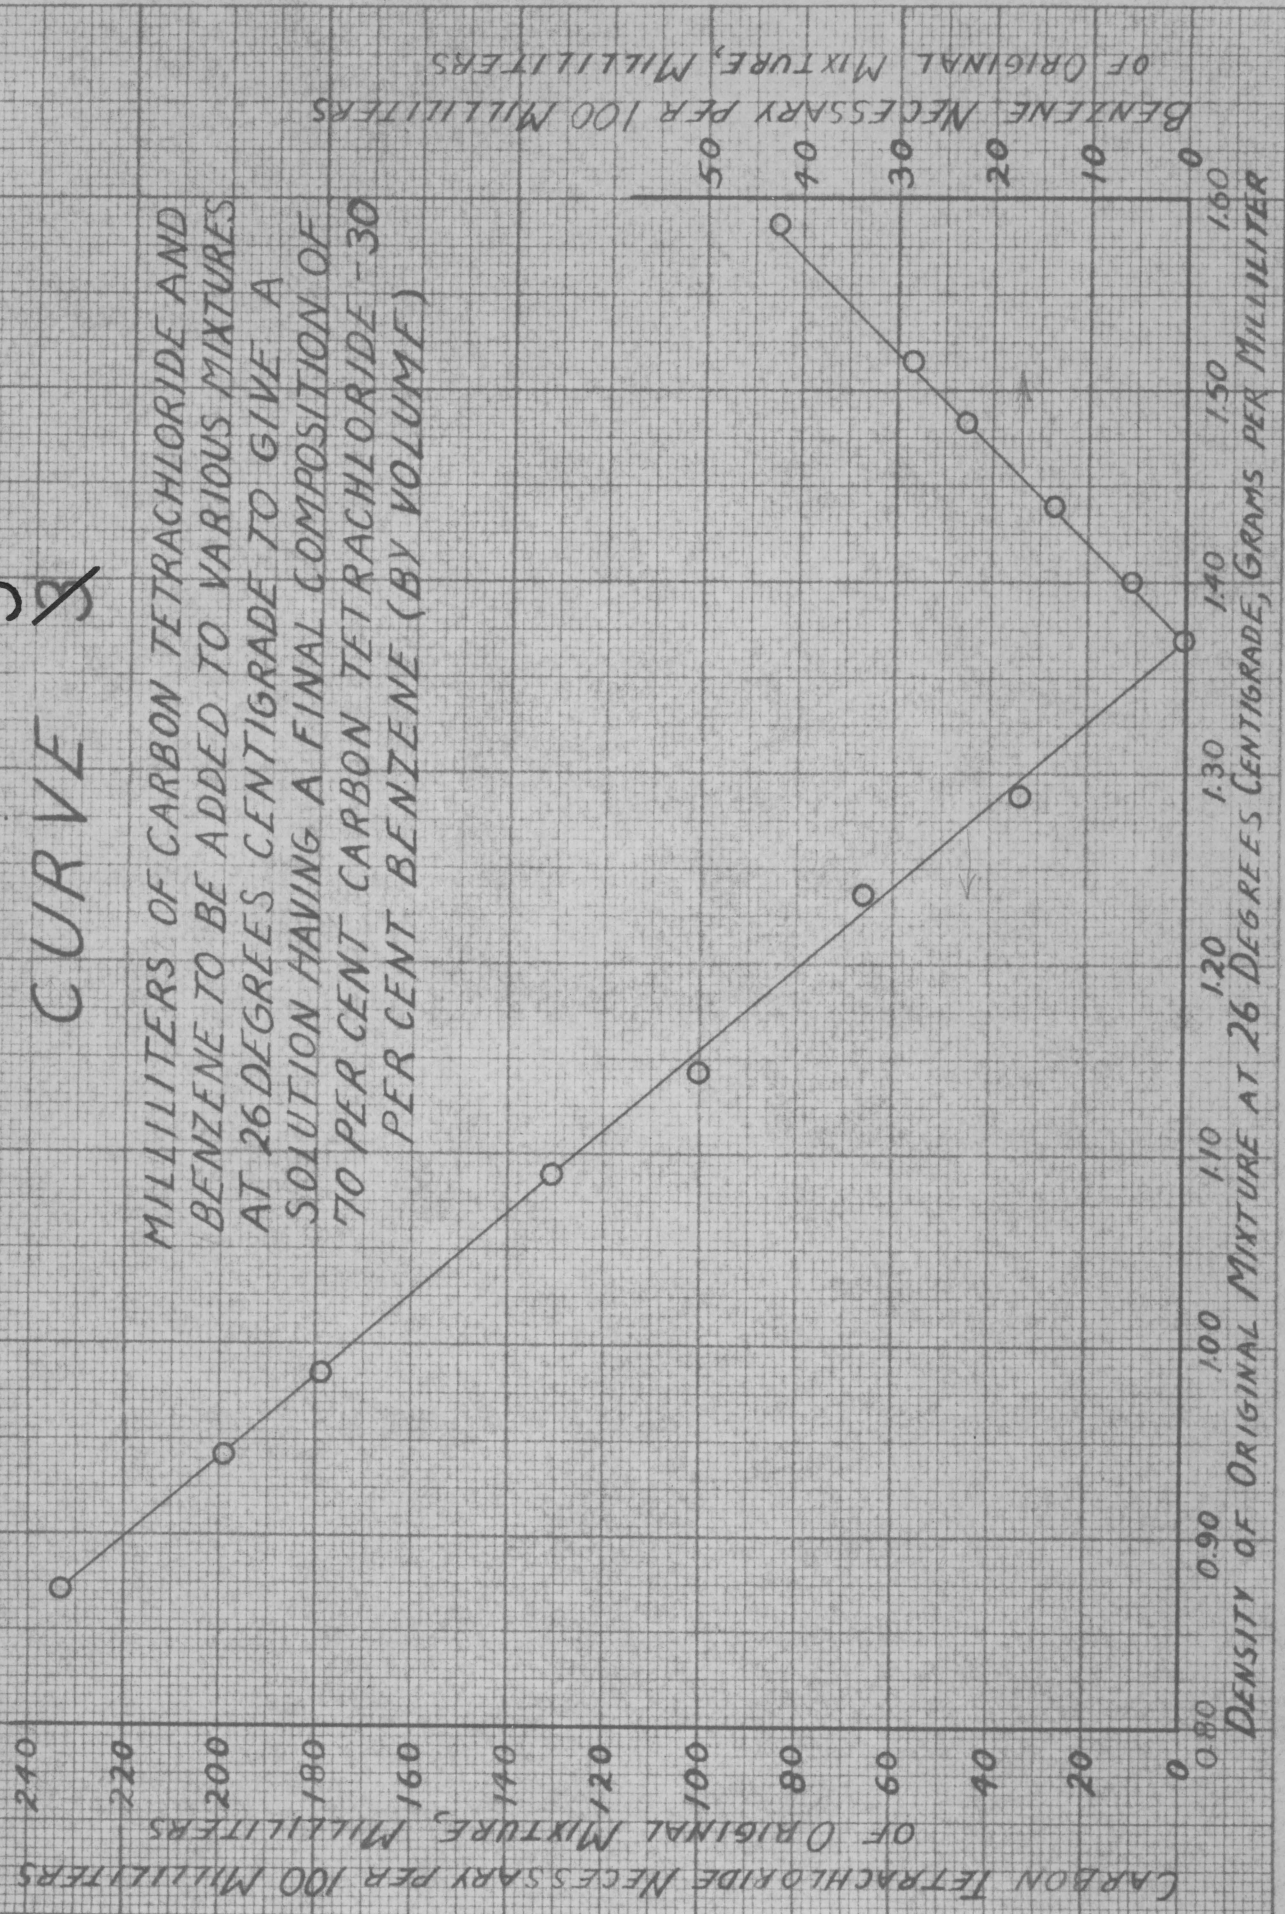 CURVE 3
MILLILITERS OF CARBON TETRACHLORIDE AND
BENZENE TO BE ADDED TO VARIOUS MIXTURES
AT 26 DEGREES CENTIGRADE TO GIVE A
SOLUTION HAVING A FINAL COMPOSITION OF
70 PER CENT CARBON TETRACHLORIDE - 30
PER CENT BENZENE (BY VOLUME)
CARBON TETRACHLORIDE NECESSARY PER 100 MILLILITERS
OF ORIGINAL MIXTURE, MILLILITERS
240
220
200
180
160
140
120
100
80
60
40
20
0
BENZENE NECESSARY PER 100 MILLILITERS
OF ORIGINAL MIXTURE, MILLILITERS
50
40
30
20
10
0
0.80 0.90 1.00 1.10 1.20 1.30 1.40 1.50 1.60
DENSITY OF ORIGINAL MIXTURE AT 26 DEGREES CENTIGRADE, GRAMS PER MILLILITER